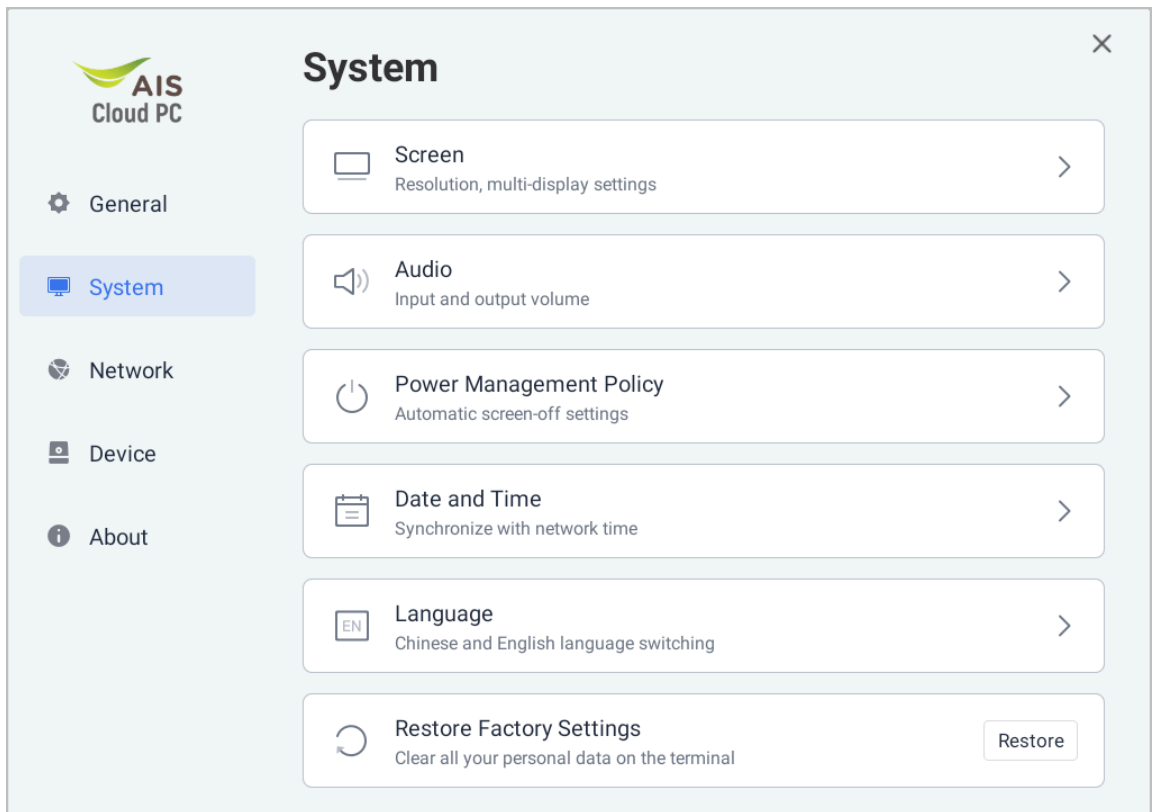 AIS
Cloud PC
General
System
Network
Device
About
System
Screen
Resolution, multi-display settings
Audio
Input and output volume
Power Management Policy
Automatic screen-off settings
Date and Time
Synchronize with network time
EN
Language
Chinese and English language switching
Restore Factory Settings
Clear all your personal data on the terminal
Restore